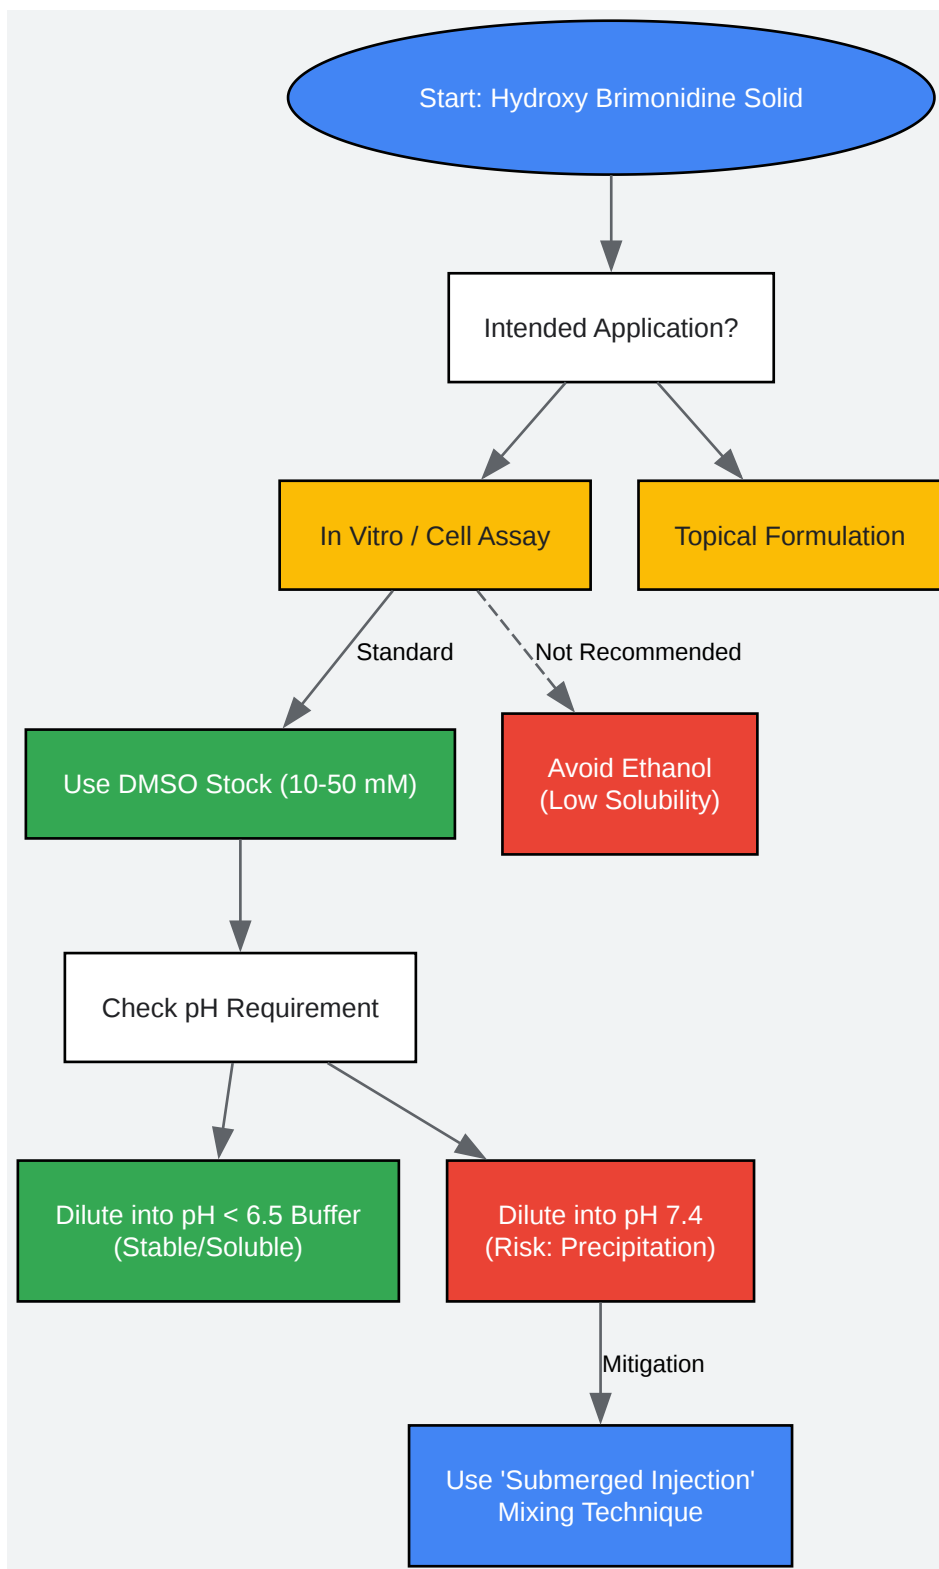 Start: Hydroxy Brimonidine Solid
Intended Application?
In Vitro / Cell Assay
Topical Formulation
Standard
Not Recommended
Use DMSO Stock (10-50 mM)
Avoid Ethanol
(Low Solubility)
Check pH Requirement
Dilute into pH < 6.5 Buffer
(Stable/Soluble)
Dilute into pH 7.4
(Risk: Precipitation)
Mitigation
Use 'Submerged Injection'
Mixing Technique